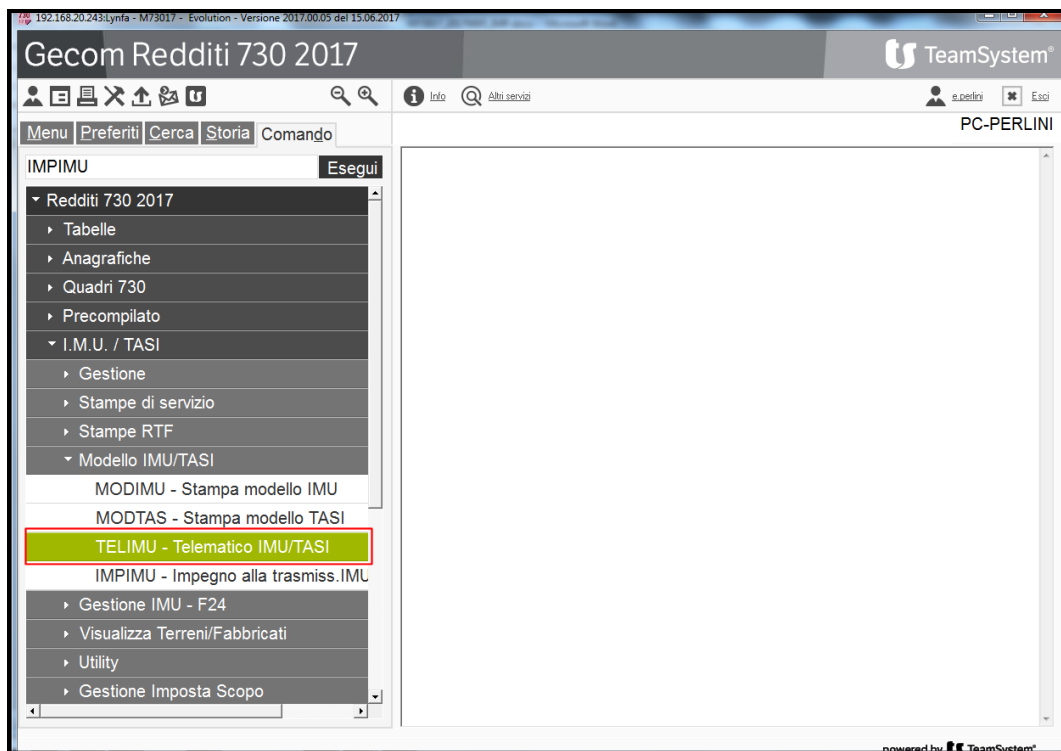 192.168.20.243:Lynfa - M73017 - Evolution - Versione 2017.00.05 del 15.06.2017
Gecom Redditi 730 2017
TeamSystem®
Info Altri servizi e.perlini Esci
Menu Preferiti Cerca Storia Comando
PC-PERLINI
IMPIMU Esegui
Redditi 730 2017
Tabelle
Anagrafiche
Quadri 730
Precompilato
I.M.U. / TASI
Gestione
Stampe di servizio
Stampe RTF
Modello IMU/TASI
MODIMU - Stampa modello IMU
MODTAS - Stampa modello TASI
TELIMU - Telematico IMU/TASI
IMPIMU - Impegno alla trasmiss.IMU
Gestione IMU - F24
Visualizza Terreni/Fabbricati
Utility
Gestione Imposta Scopo
powered by TeamSystem®